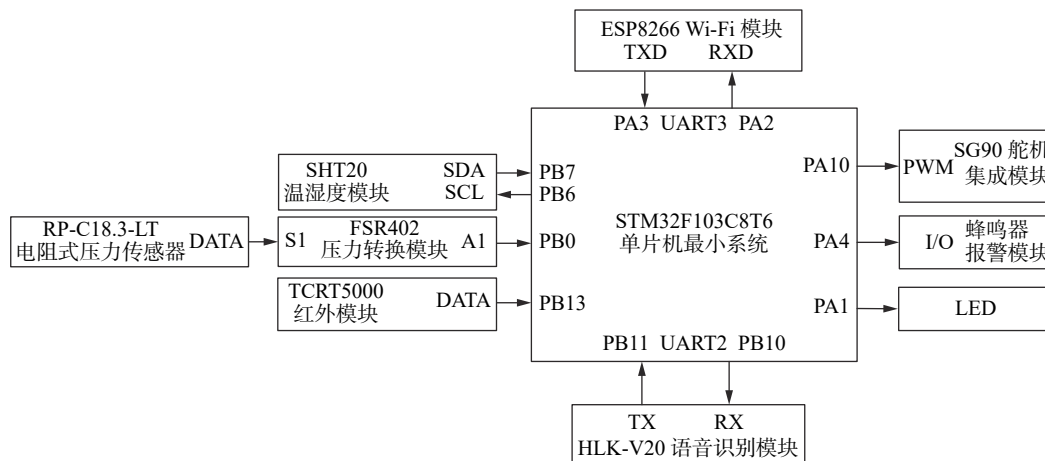 ESP8266 Wi-Fi 模块
TXD RXD
PA3 UART3 PA2
SHT20 SDA
温湿度模块 SCL
PB7
PB6
RP-C18.3-LT
电阻式压力传感器 DATA
S1 FSR402 A1
压力转换模块
PB0
TCRT5000 DATA
红外模块
PB13
STM32F103C8T6
单片机最小系统
PA10
PWM SG90 舵机
集成模块
PA4
I/O 蜂鸣器
报警模块
PA1
LED
PB11 UART2 PB10
TX RX
HLK-V20 语音识别模块